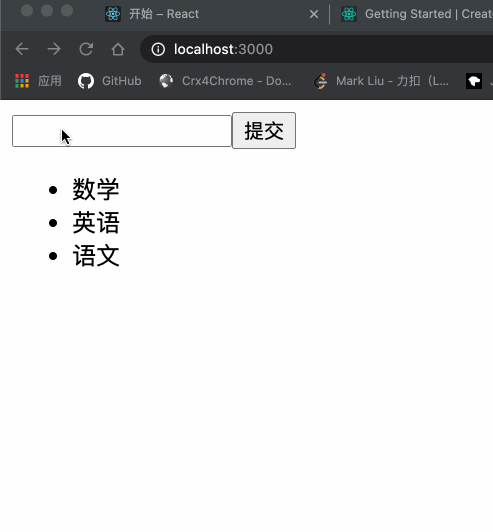 开始 – React
Getting Started | Creat
localhost:3000
应用
GitHub
Crx4Chrome - Do...
Mark Liu - 力扣（L...
提交
数学
英语
语文